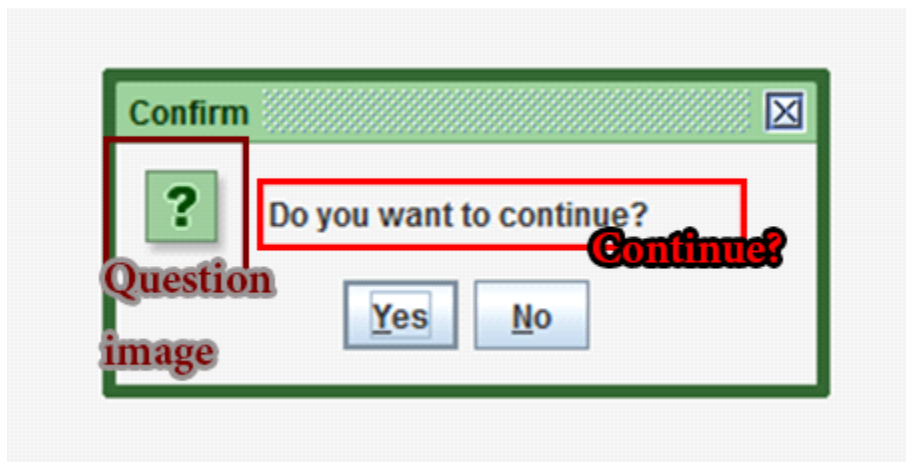 Confirm
?
Do you want to continue?
Continue?
Question
image
Yes
No